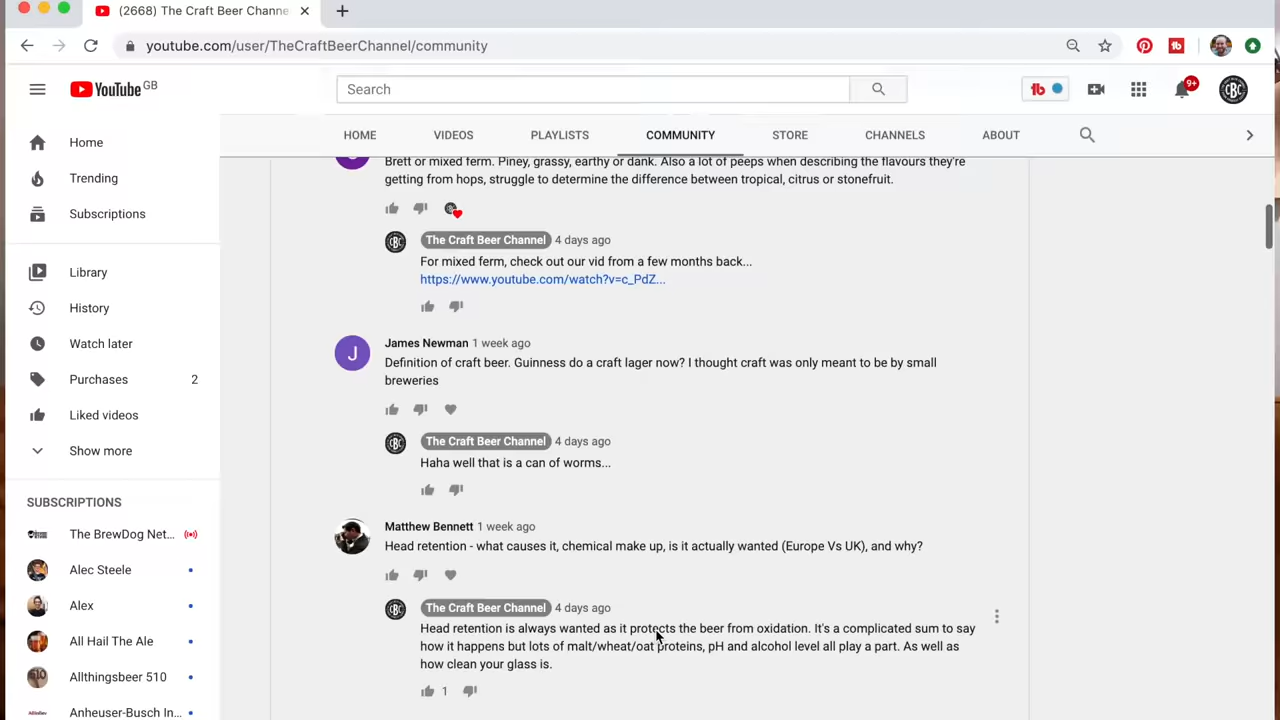 (2668) The Craft Beer Channe
youtube.com/user/TheCraftBeerChannel/community
YouTube GB
Search
tb
9+
CBC
HOME VIDEOS PLAYLISTS COMMUNITY STORE CHANNELS ABOUT
Home
Trending
Subscriptions
Library
History
Watch later
Purchases 2
Liked videos
Show more
SUBSCRIPTIONS
The BrewDog Net...
Alec Steele
Alex
All Hail The Ale
Allthingsbeer 510
Anheuser-Busch In...
Brett or mixed ferm. Piney, grassy, earthy or dank. Also a lot of peeps when describing the flavours they're
getting from hops, struggle to determine the difference between tropical, citrus or stonefruit.
CBC The Craft Beer Channel 4 days ago
For mixed ferm, check out our vid from a few months back...
https://www.youtube.com/watch?v=c_PdZ...
J James Newman 1 week ago
Definition of craft beer. Guinness do a craft lager now? I thought craft was only meant to be by small
breweries
CBC The Craft Beer Channel 4 days ago
Haha well that is a can of worms...
Matthew Bennett 1 week ago
Head retention - what causes it, chemical make up, is it actually wanted (Europe Vs UK), and why?
CBC The Craft Beer Channel 4 days ago
Head retention is always wanted as it protects the beer from oxidation. It's a complicated sum to say
how it happens but lots of malt/wheat/oat proteins, pH and alcohol level all play a part. As well as
how clean your glass is.
1